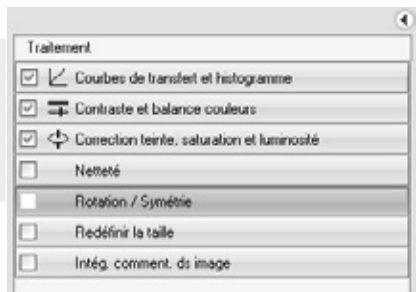 Traitement
Courbes de transfert et histogramme
Contraste et balance couleurs
Correction teinte, saturation et luminosité
Netteté
Rotation / Symétrie
Redéfinir la taille
Intég. comment. ds image